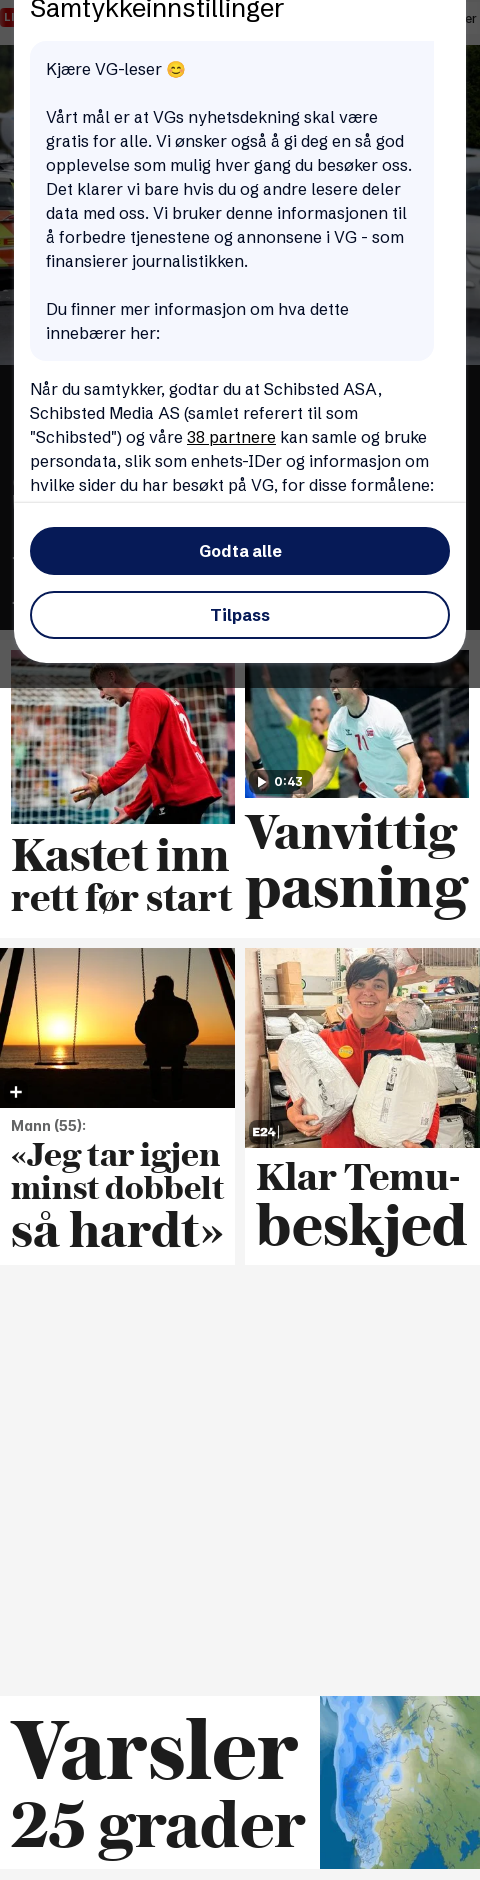 Samtykkeinnstillinger
Kjære VG-leser 😊
Vårt mål er at VGs nyhetsdekning skal være
gratis for alle. Vi ønsker også å gi deg en så god
opplevelse som mulig hver gang du besøker oss.
Det klarer vi bare hvis du og andre lesere deler
data med oss. Vi bruker denne informasjonen til
å forbedre tjenestene og annonsene i VG - som
finansierer journalistikken.
Du finner mer informasjon om hva dette
innebærer her:
Når du samtykker, godtar du at Schibsted ASA,
Schibsted Media AS (samlet referert til som
"Schibsted") og våre 38 partnere kan samle og bruke
persondata, slik som enhets-IDer og informasjon om
hvilke sider du har besøkt på VG, for disse formålene:
Godta alle
Tilpass
0:43
Kastet inn
rett før start
Vanvittig
pasning
Mann (55):
«Jeg tar igjen
minst dobbelt
så hardt»
E24
Klar Temu-
beskjed
Varsler
25 grader